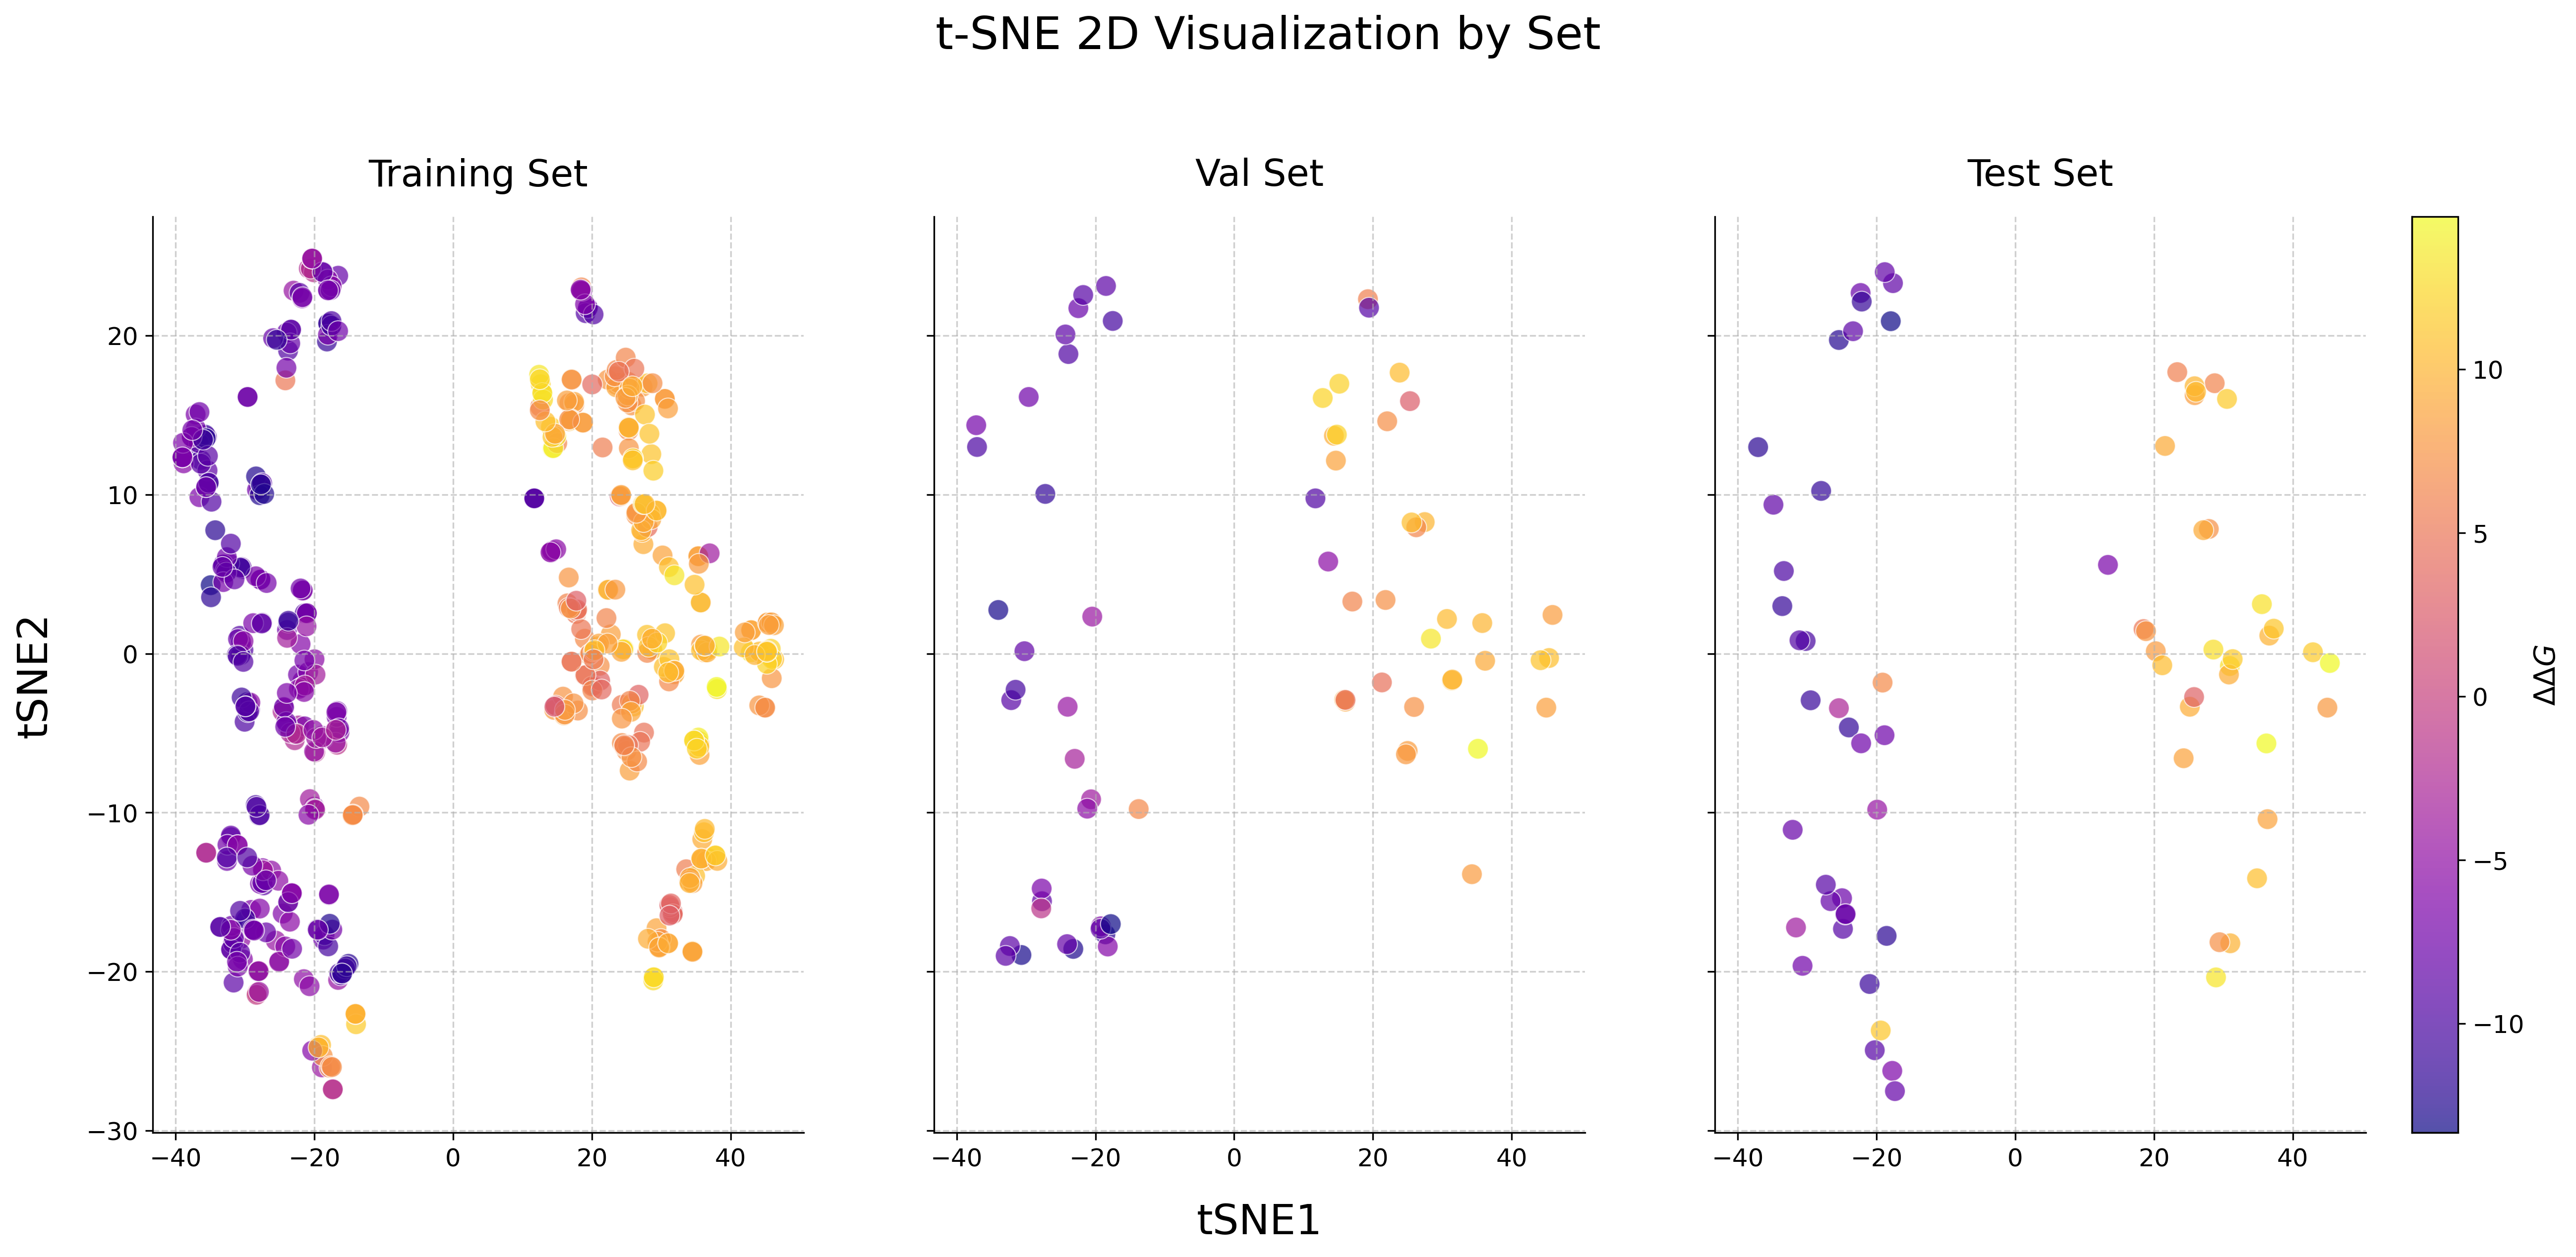 t-SNE 2D Visualization by Set
Training Set
Val Set
Test Set
tSNE2
20
10
0
−10
−20
−30
−40 −20 0 20 40
−40 −20 0 20 40
−40 −20 0 20 40
tSNE1
10
5
0
−5
−10
ΔΔG